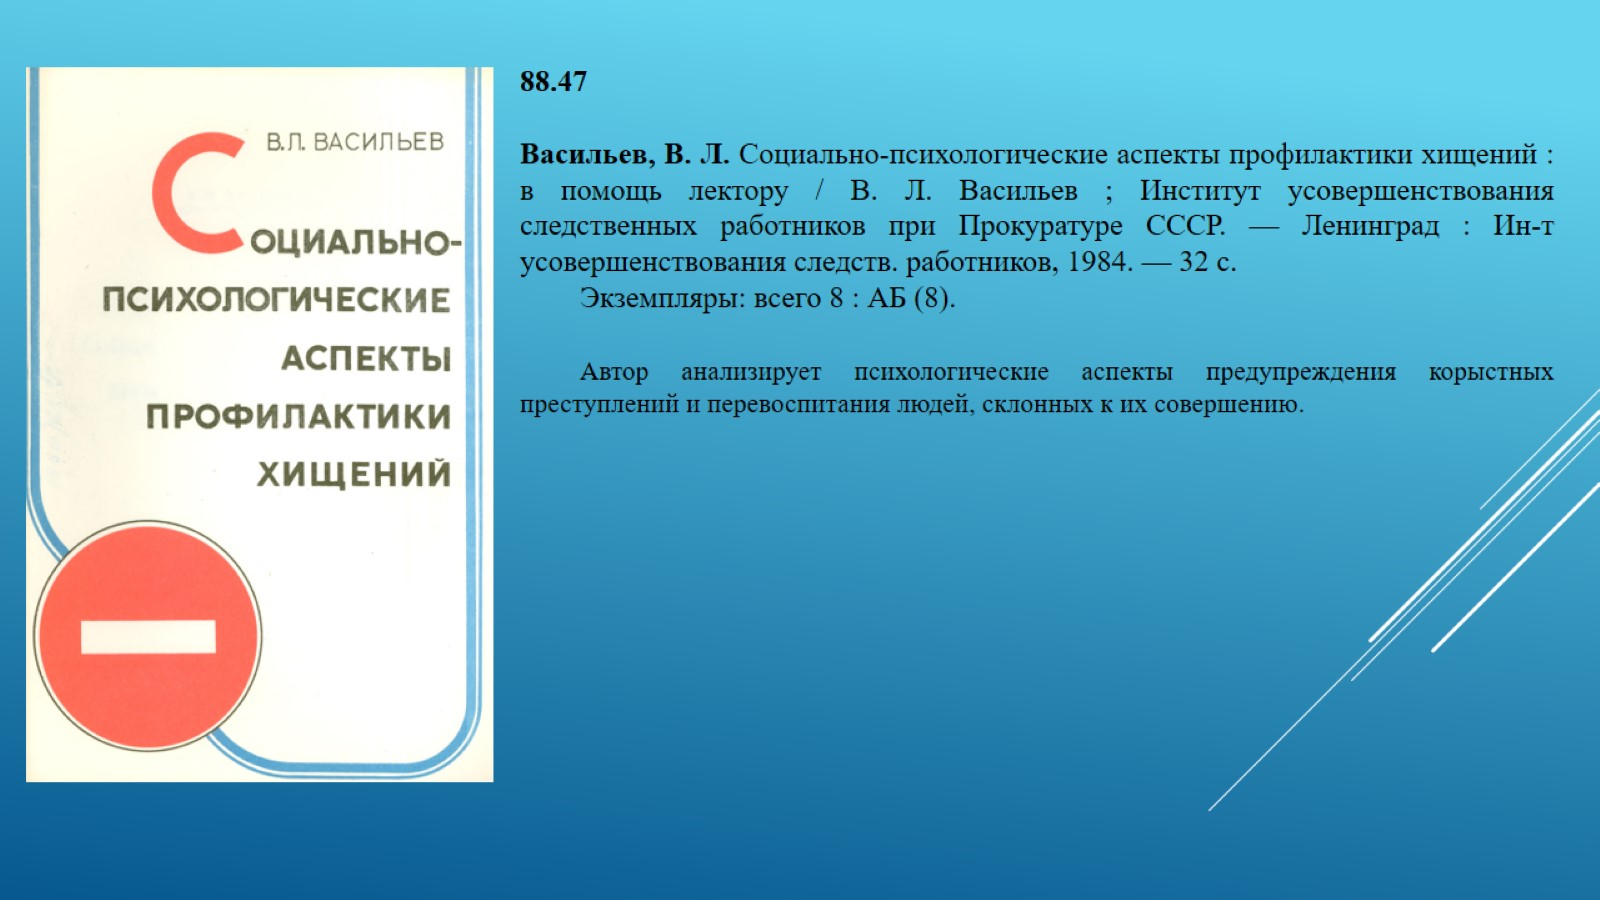 В.Л. ВАСИЛЬЕВ
СОЦИАЛЬНО-
ПСИХОЛОГИЧЕСКИЕ
АСПЕКТЫ
ПРОФИЛАКТИКИ
ХИЩЕНИЙ
88.47
Васильев, В. Л. Социально-психологические аспекты профилактики хищений :
в помощь лектору / В. Л. Васильев ; Институт усовершенствования
следственных работников при Прокуратуре СССР. — Ленинград : Ин-т
усовершенствования следств. работников, 1984. — 32 с.
Экземпляры: всего 8 : АБ (8).
Автор анализирует психологические аспекты предупреждения корыстных
преступлений и перевоспитания людей, склонных к их совершению.